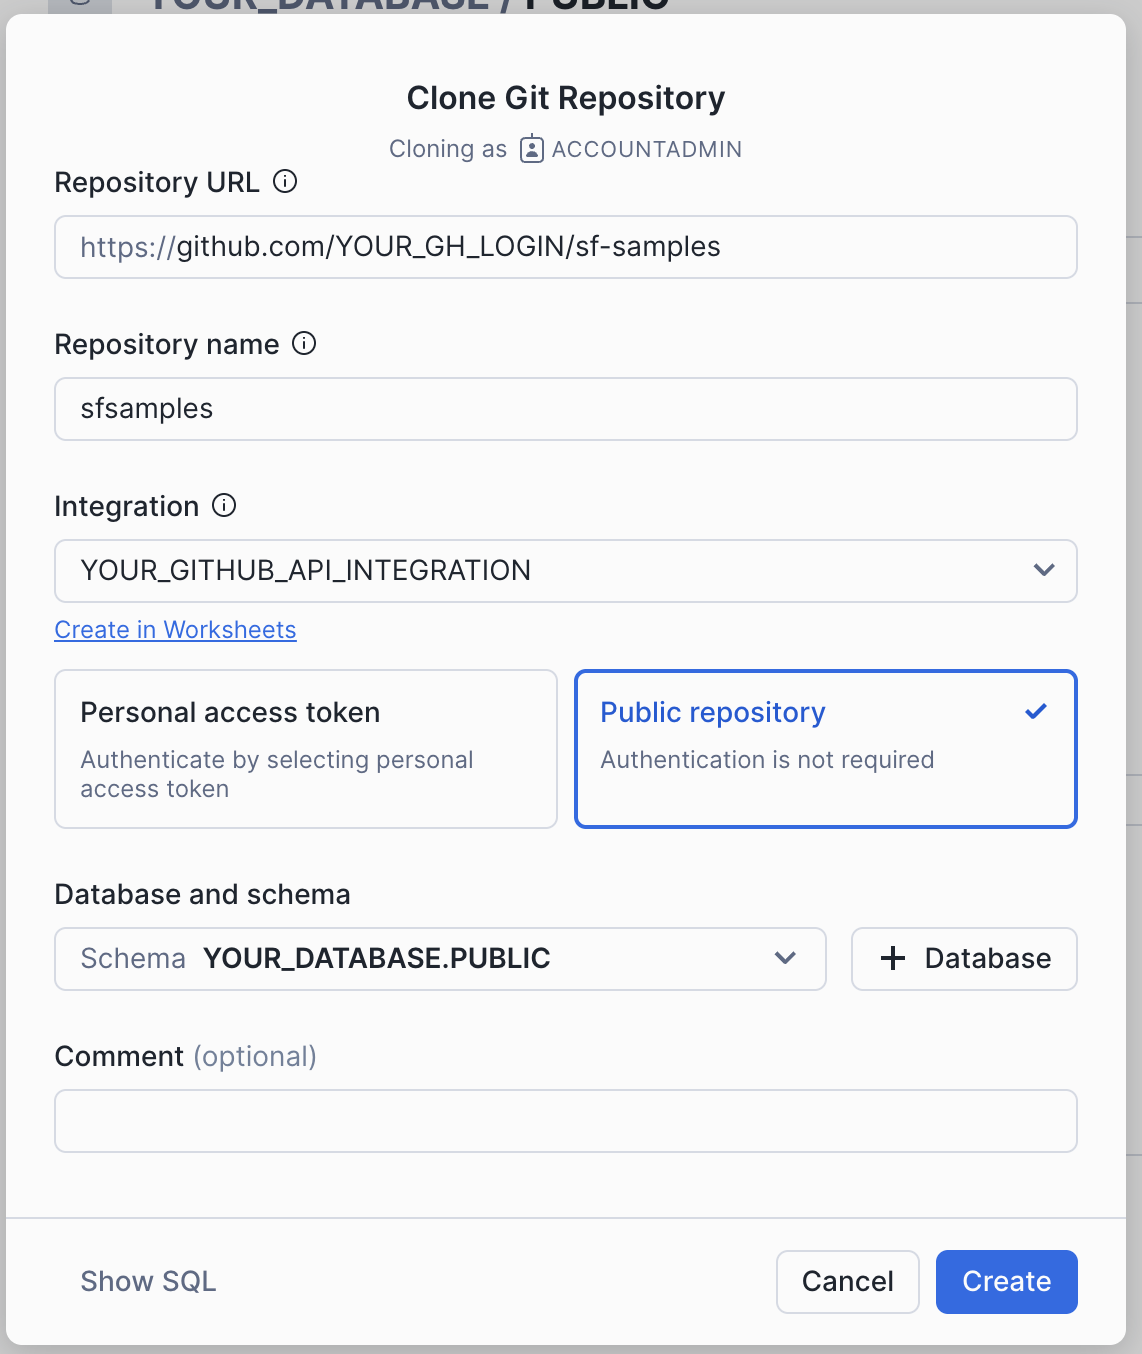 YOUR_DATABASE / PUBLIC
Clone Git Repository
Cloning as ACCOUNTADMIN
Repository URL
https://github.com/YOUR_GH_LOGIN/sf-samples
Repository name
sfsamples
Integration
YOUR_GITHUB_API_INTEGRATION
Create in Worksheets
Personal access token
Authenticate by selecting personal
access token
Public repository
Authentication is not required
Database and schema
Schema YOUR_DATABASE.PUBLIC
Database
Comment (optional)
Show SQL
Cancel
Create